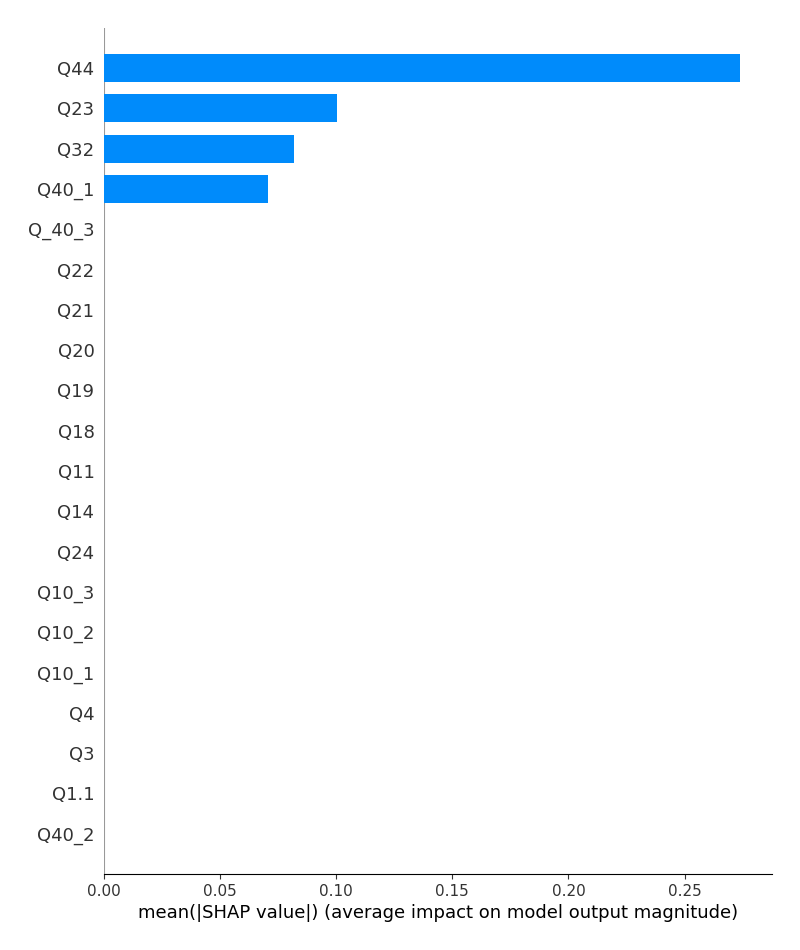 Q44
Q23
Q32
Q40_1
Q_40_3
Q22
Q21
Q20
Q19
Q18
Q11
Q14
Q24
Q10_3
Q10_2
Q10_1
Q4
Q3
Q1.1
Q40_2
0.00 0.05 0.10 0.15 0.20 0.25
mean(|SHAP value|) (average impact on model output magnitude)